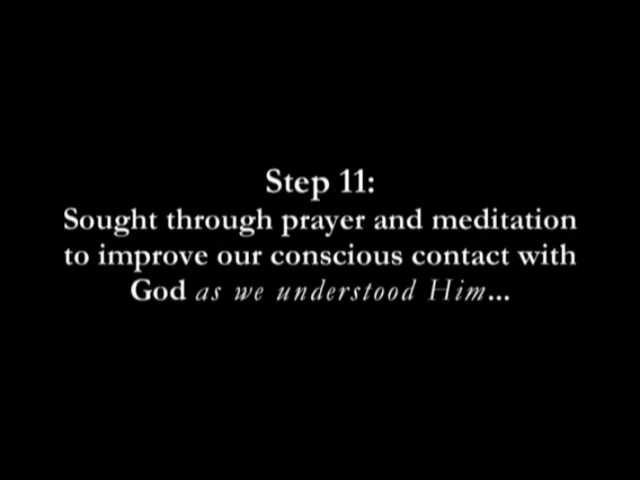 Step 11:
Sought through prayer and meditation
to improve our conscious contact with
God as we understood Him...